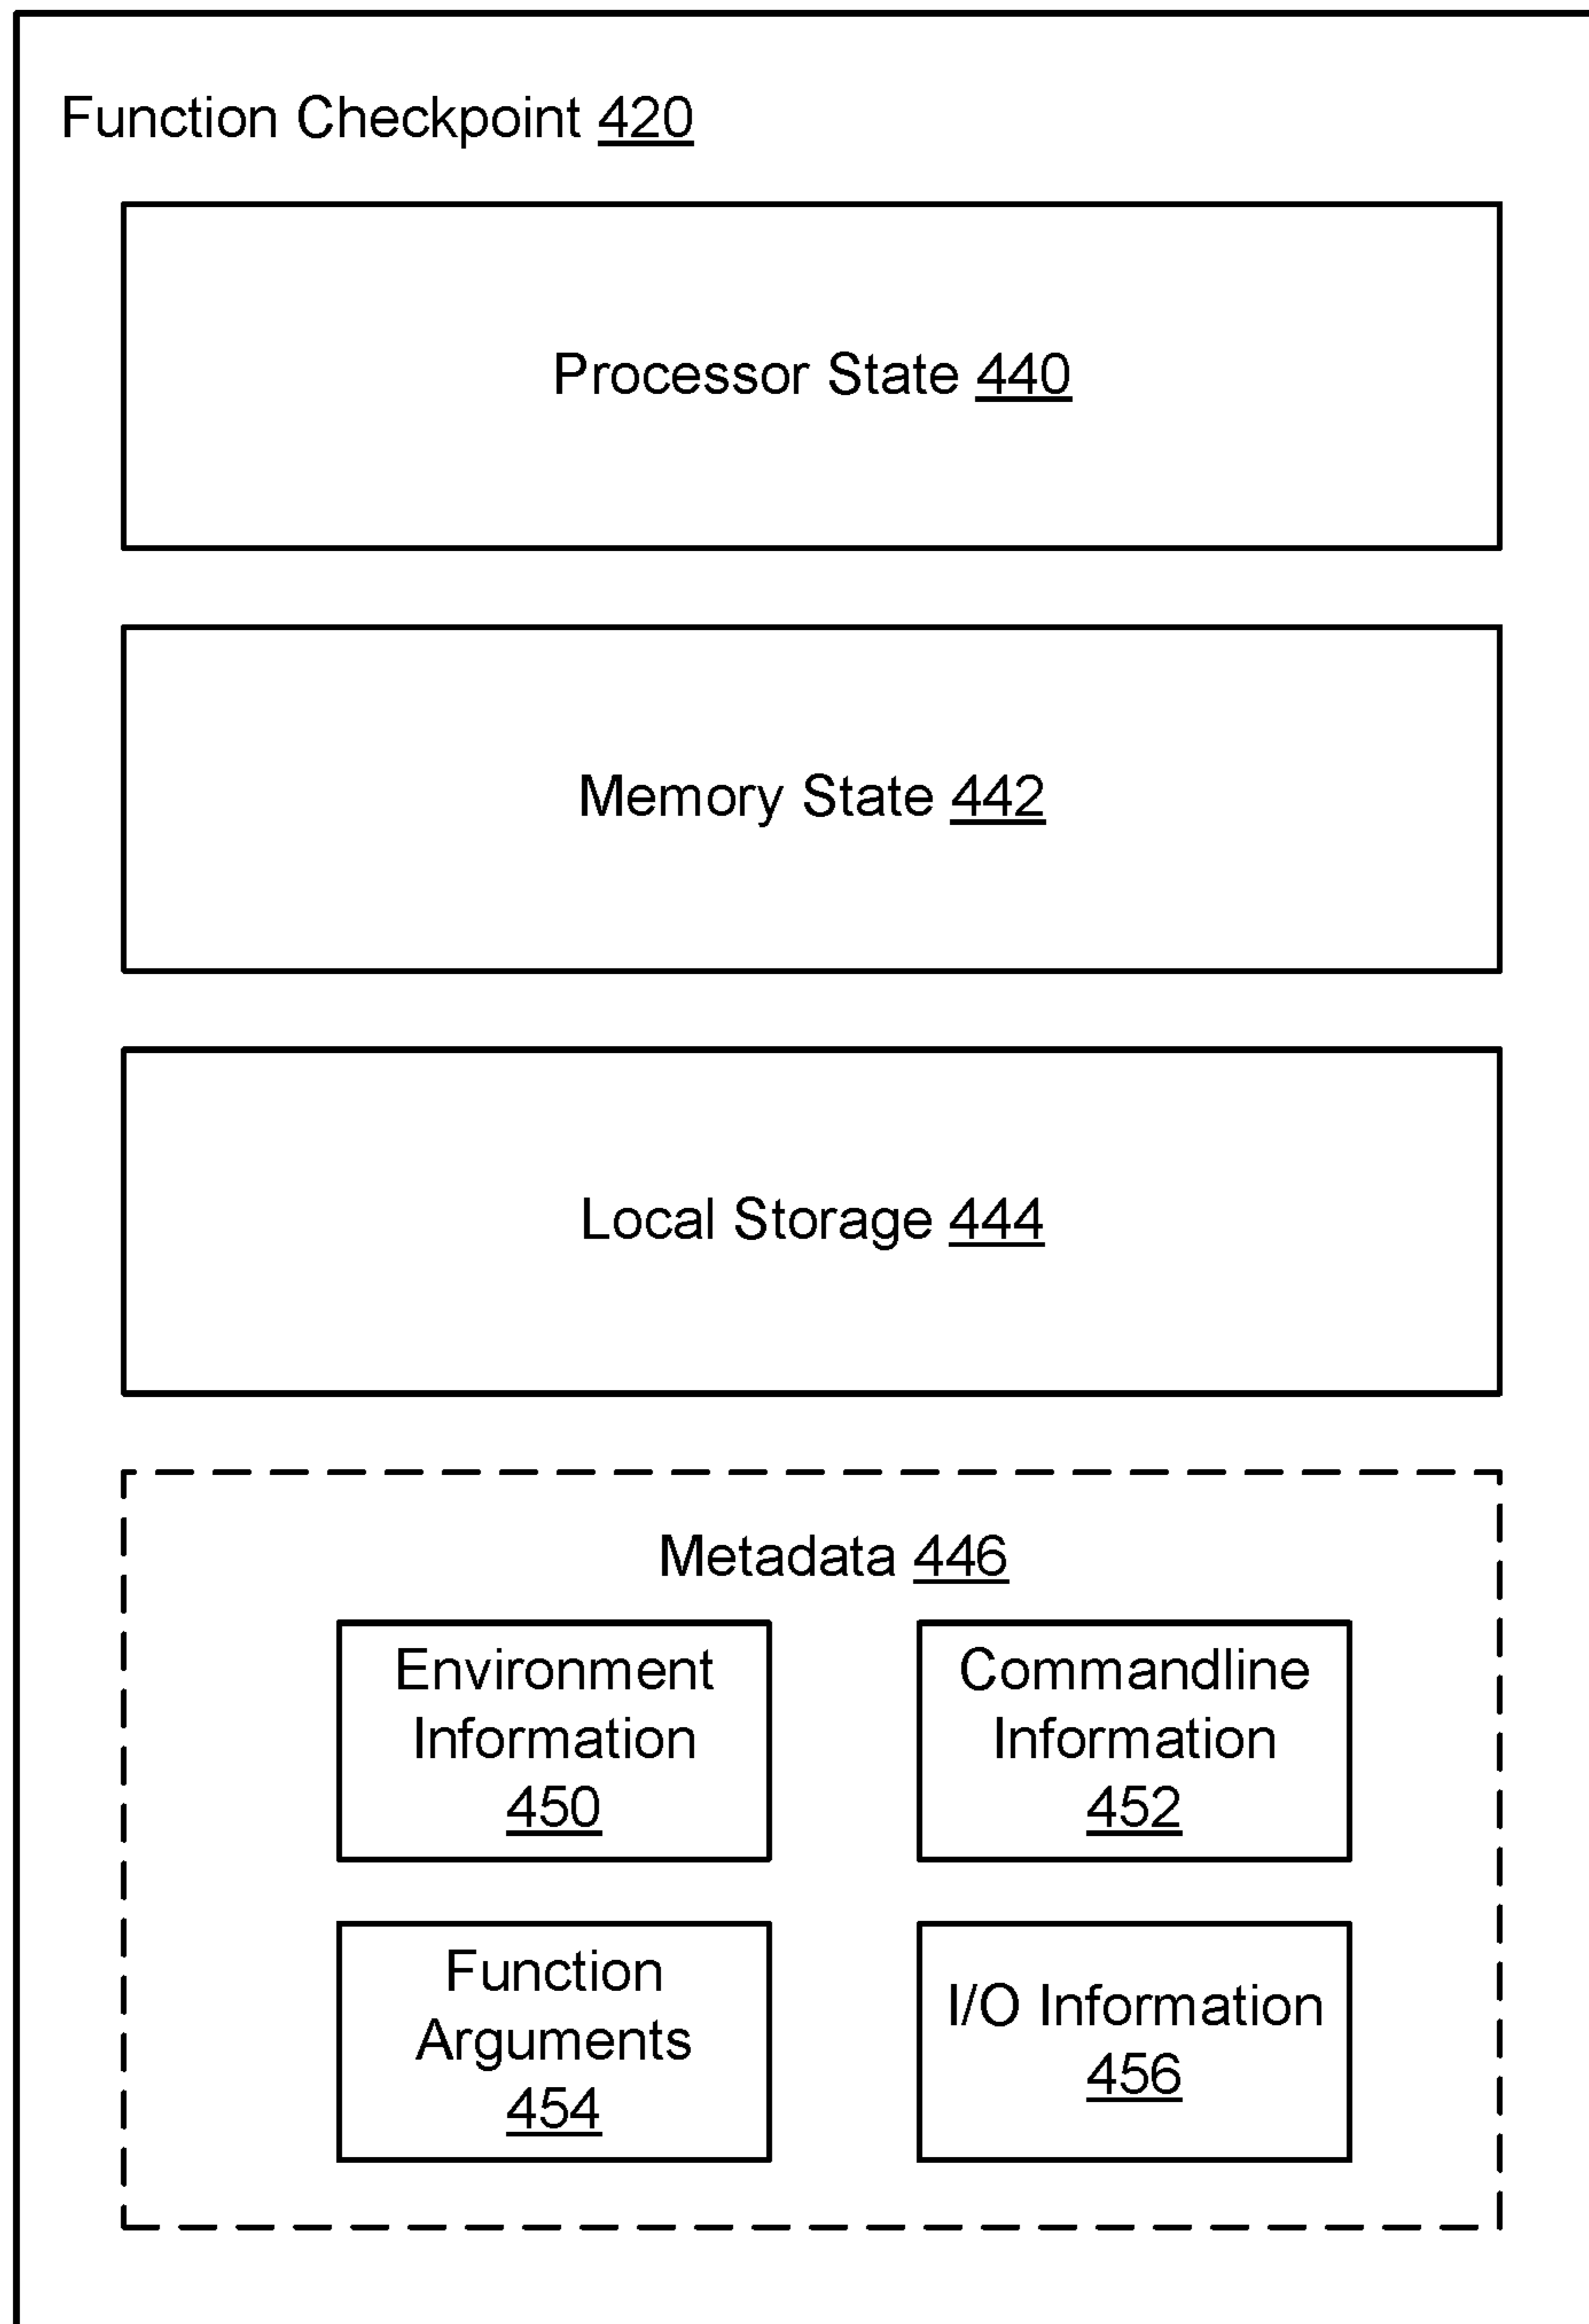 Function Checkpoint 420
Processor State 440
Memory State 442
Local Storage 444
Metadata 446
Environment
Information
450
Commandline
Information
452
Function
Arguments
454
I/O Information
456